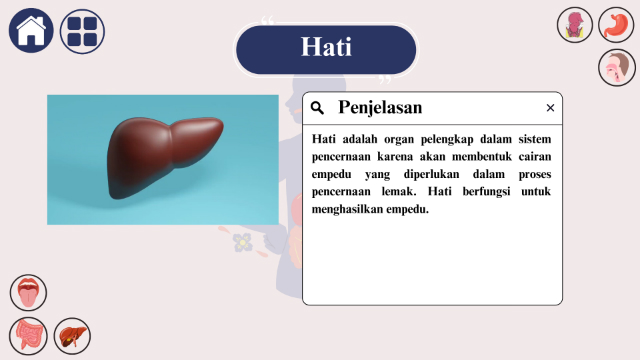 Hati
Penjelasan
Hati adalah organ pelengkap dalam sistem
pencernaan karena akan membentuk cairan
empedu yang diperlukan dalam proses
pencernaan lemak. Hati berfungsi untuk
menghasilkan empedu.